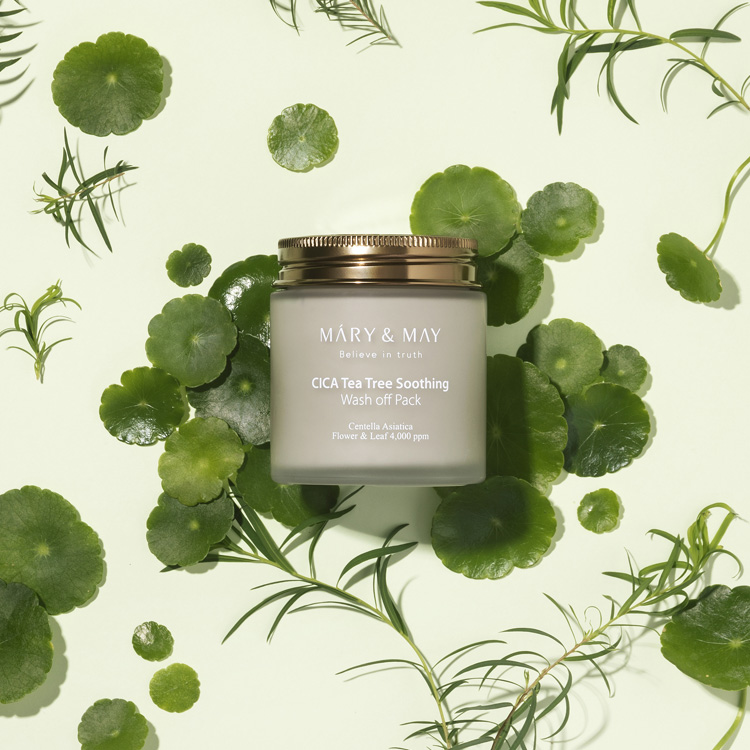 MÁRY & MAY
Believe in truth
CICA Tea Tree Soothing
Wash off Pack
Centella Asiatica
Flower & Leaf 4,000 ppm